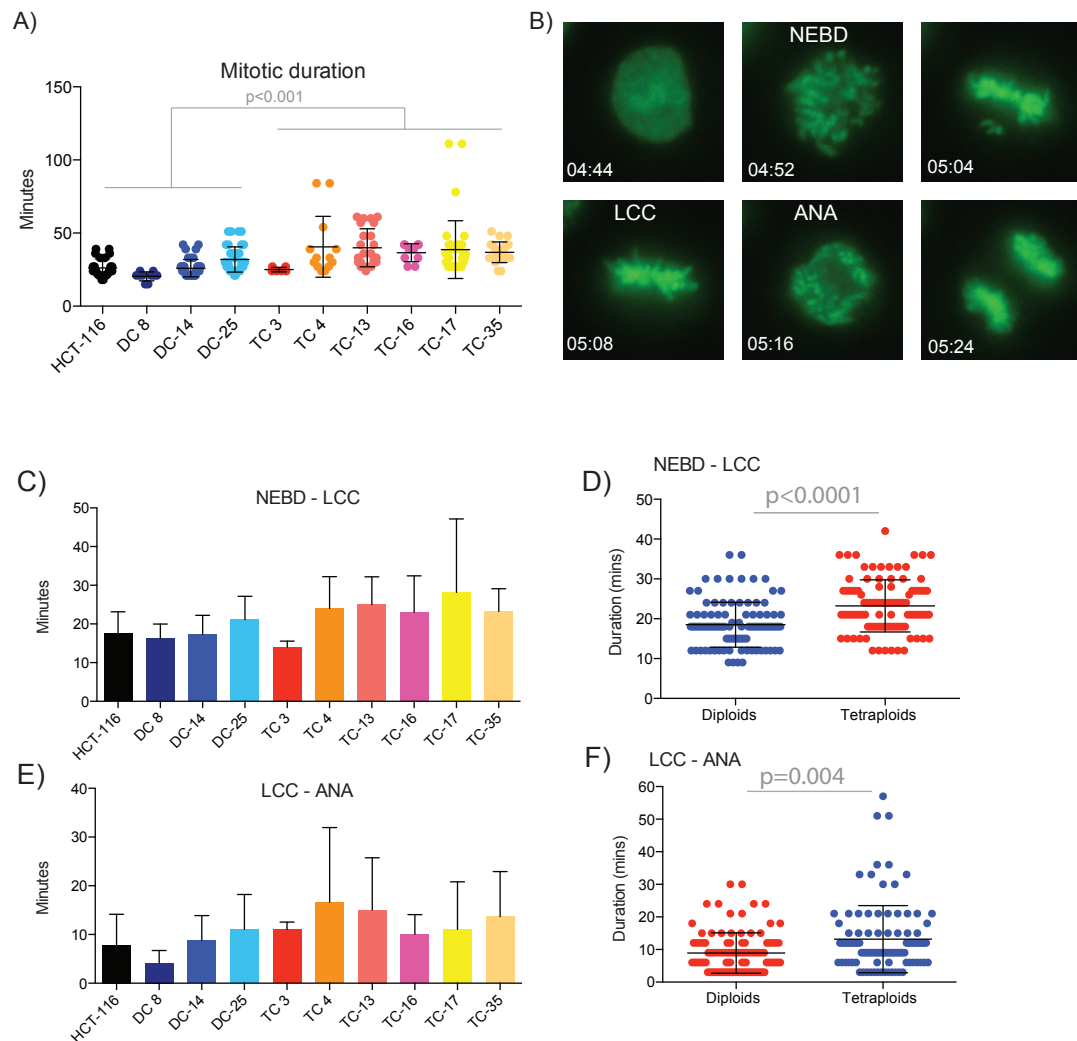 A)
Mitotic duration
p<0.001
Minutes
150
100
50
0
HCT-116
DC 8
DC-14
DC-25
TC 3
TC 4
TC-13
TC-16
TC-17
TC-35
B)
04:44
NEBD
04:52
05:04
LCC
05:08
ANA
05:16
05:24
C)
NEBD - LCC
Minutes
50
40
30
20
10
0
HCT-116
DC 8
DC-14
DC-25
TC 3
TC 4
TC-13
TC-16
TC-17
TC-35
D)
NEBD - LCC
p<0.0001
Duration (mins)
50
40
30
20
10
0
Diploids
Tetraploids
E)
LCC - ANA
Minutes
40
30
20
10
0
HCT-116
DC 8
DC-14
DC-25
TC 3
TC 4
TC-13
TC-16
TC-17
TC-35
F)
LCC - ANA
p=0.004
Duration (mins)
60
50
40
30
20
10
0
Diploids
Tetraploids